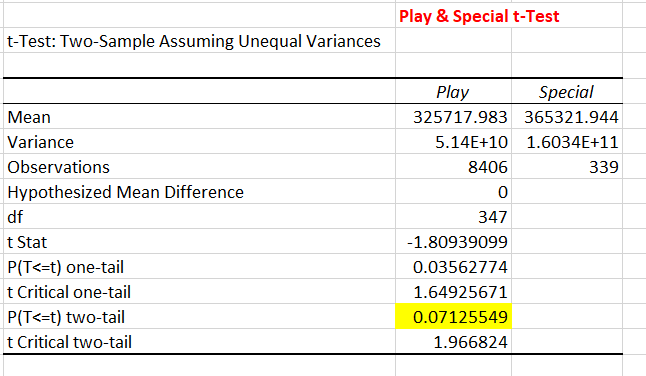 Play & Special t-Test
t-Test: Two-Sample Assuming Unequal Variances
Play Special
Mean 325717.983 365321.944
Variance 5.14E+10 1.6034E+11
Observations 8406 339
Hypothesized Mean Difference 0
df 347
t Stat -1.80939099
P(T<=t) one-tail 0.03562774
t Critical one-tail 1.64925671
P(T<=t) two-tail 0.07125549
t Critical two-tail 1.966824